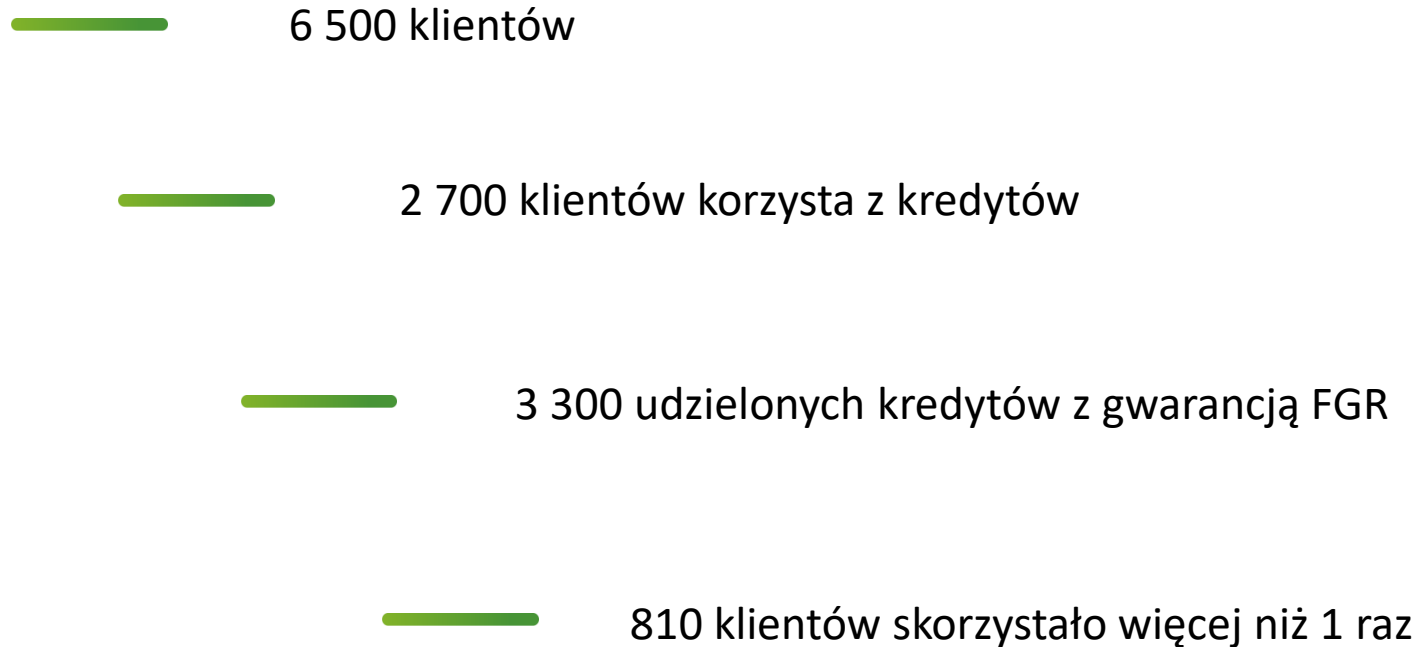 6 500 klientów
2 700 klientów korzysta z kredytów
3 300 udzielonych kredytów z gwarancją FGR
810 klientów skorzystało więcej niż 1 raz